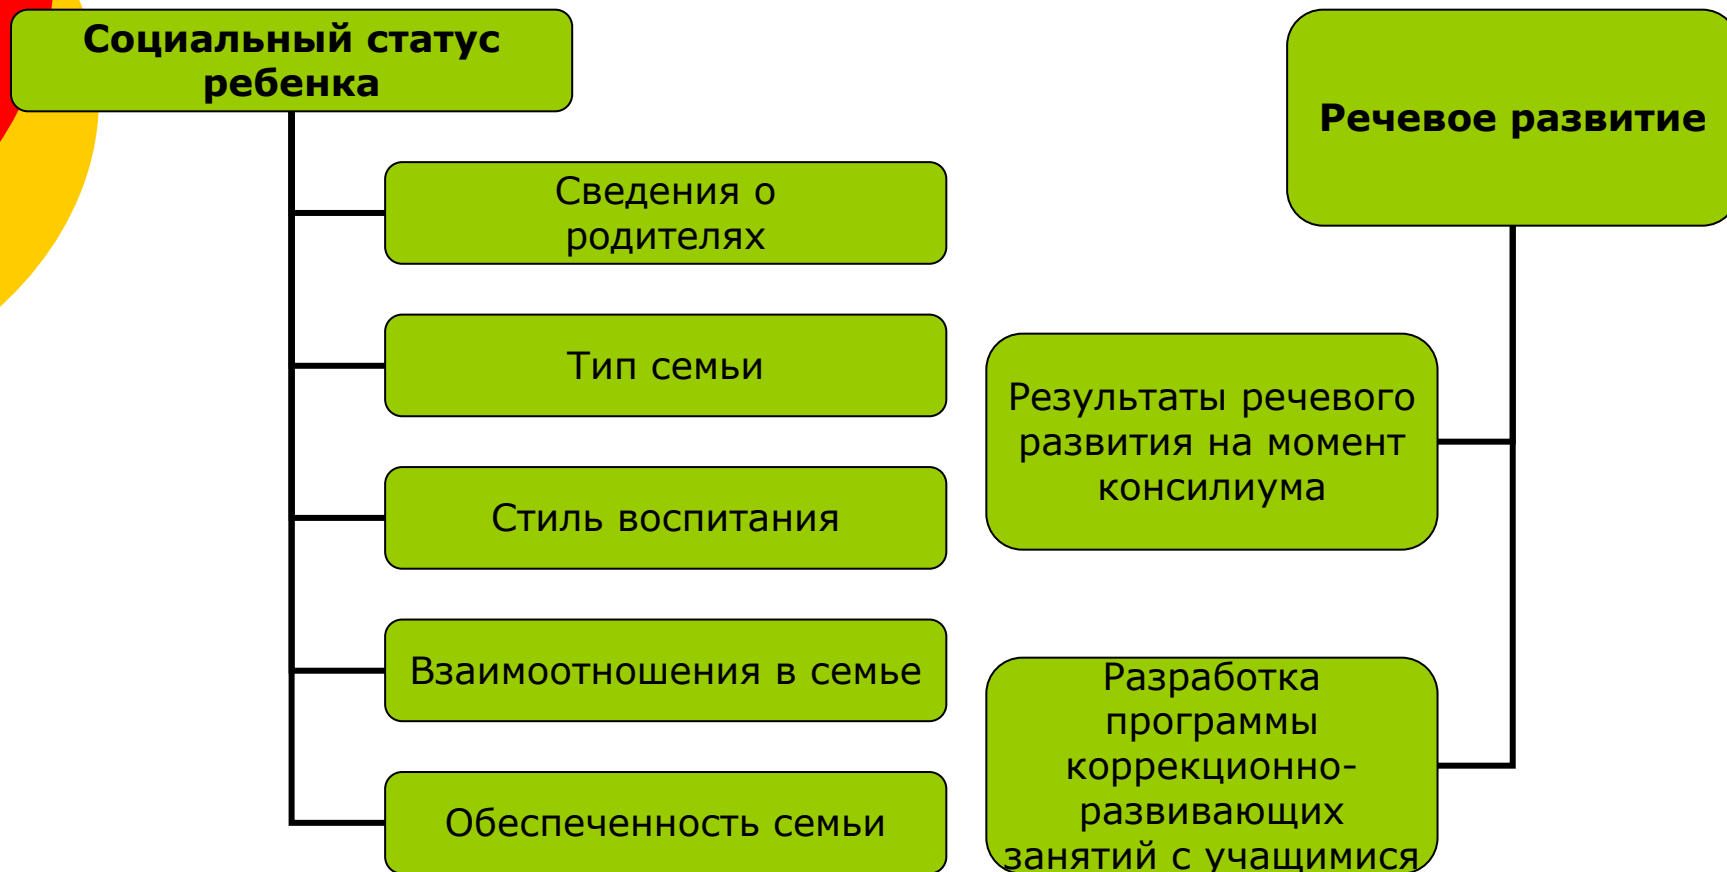 Социальный статус
ребенка
Сведения о
родителях
Тип семьи
Стиль воспитания
Взаимоотношения в семье
Обеспеченность семьи
Речевое развитие
Результаты речевого
развития на момент
консилиума
Разработка
программы
коррекционно-
развивающих
занятий с учащимися